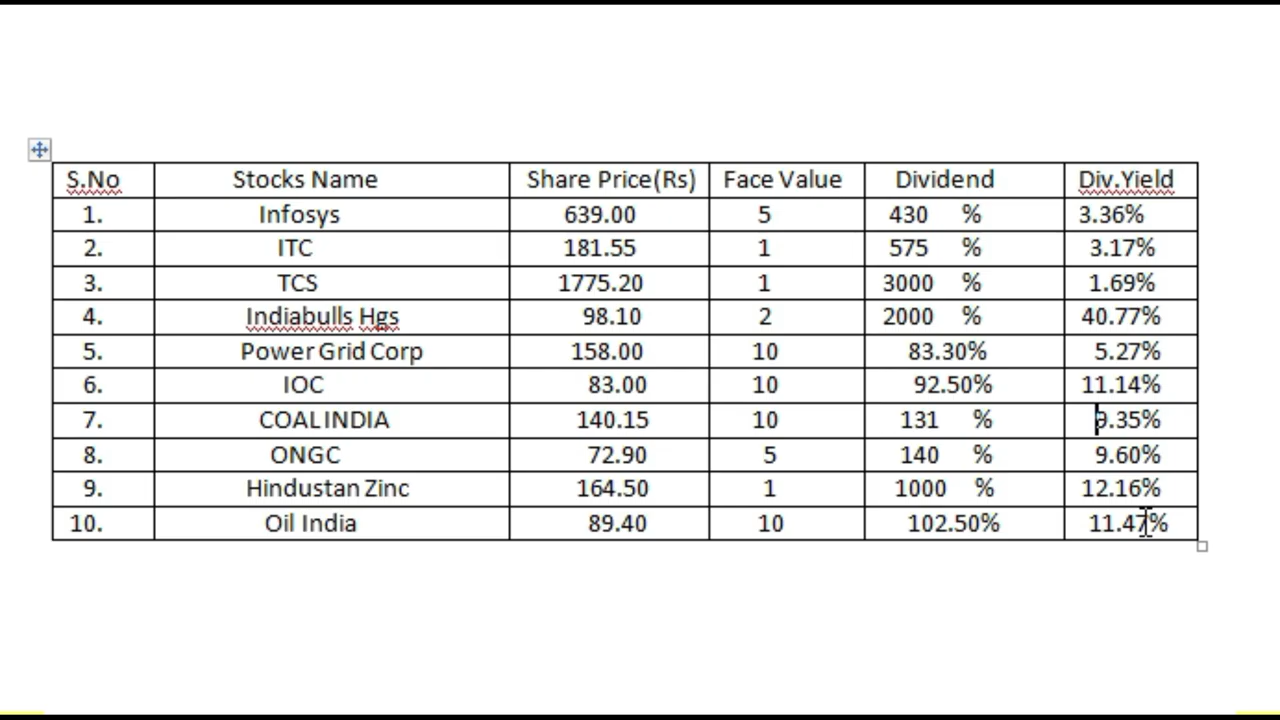 S.No Stocks Name Share Price(Rs) Face Value Dividend Div.Yield
1. Infosys 639.00 5 430 % 3.36%
2. ITC 181.55 1 575 % 3.17%
3. TCS 1775.20 1 3000 % 1.69%
4. Indiabulls Hgs 98.10 2 2000 % 40.77%
5. Power Grid Corp 158.00 10 83.30% 5.27%
6. IOC 83.00 10 92.50% 11.14%
7. COALINDIA 140.15 10 131 % 9.35%
8. ONGC 72.90 5 140 % 9.60%
9. Hindustan Zinc 164.50 1 1000 % 12.16%
10. Oil India 89.40 10 102.50% 11.47%